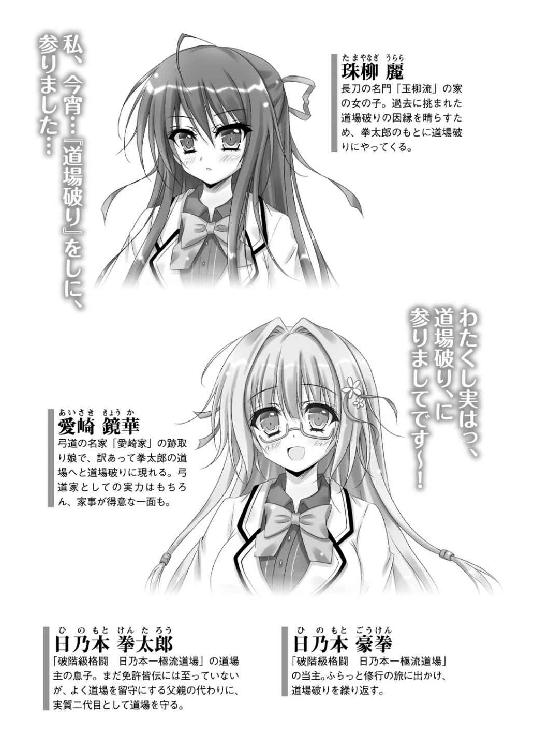 私、今宵…『道場破り』をしに、
参りました…
たまやなぎ うらら
珠柳 麗
長刀の名門「玉柳流」の家
の女の子。過去に挑まれた
道場破りの因縁を晴らすた
め、拳太郎のもとに道場破
りにやってくる。
わたくし実はっ、
道場破り、に
参りましてです〜!
あいさき きょうか
愛崎 鏡華
弓道の名家「愛崎家」の跡取
り娘で、訳あって拳太郎の道
場へと道場破りに現れる。弓
道家としての実力はもちろ
ん、家事が得意な一面も。
ひのもと けんたろう
日乃本 拳太郎
「破階級格闘 日乃本一極流道場」の道場
主の息子。まだ免許皆伝には至っていない
が、よく道場を留守にする父親の代わりに、
実質二代目として道場を守る。
ひのもと ごうけん
日乃本 豪拳
「破階級格闘 日乃本一極流道場」
の当主。ふらっと修行の旅に出かけ、
道場破りを繰り返す。